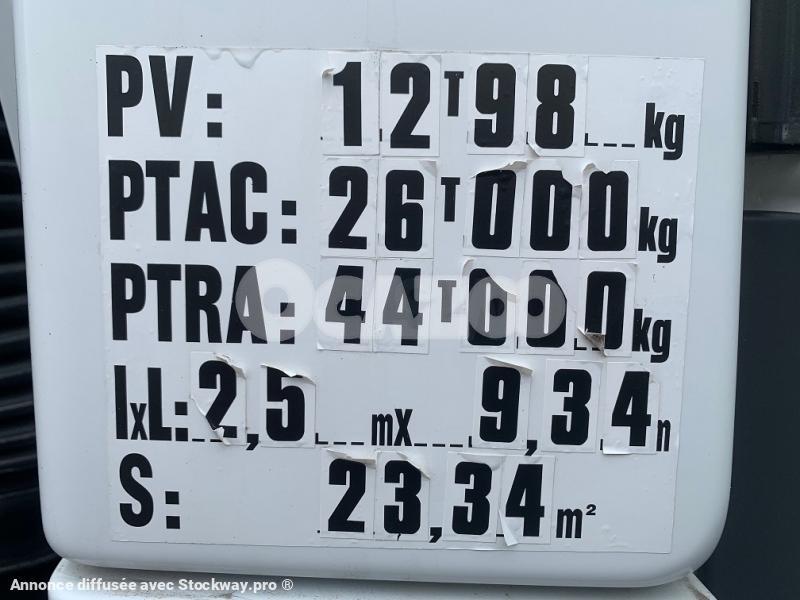 PV: 12T98 kg
PTAC: 26T000 kg
PTRA: 44T000 kg
lxL: 2,5 mX 9,34 n
S: 23,34 m²
OCAZOO
Annonce diffusée avec Stockway.pro ®